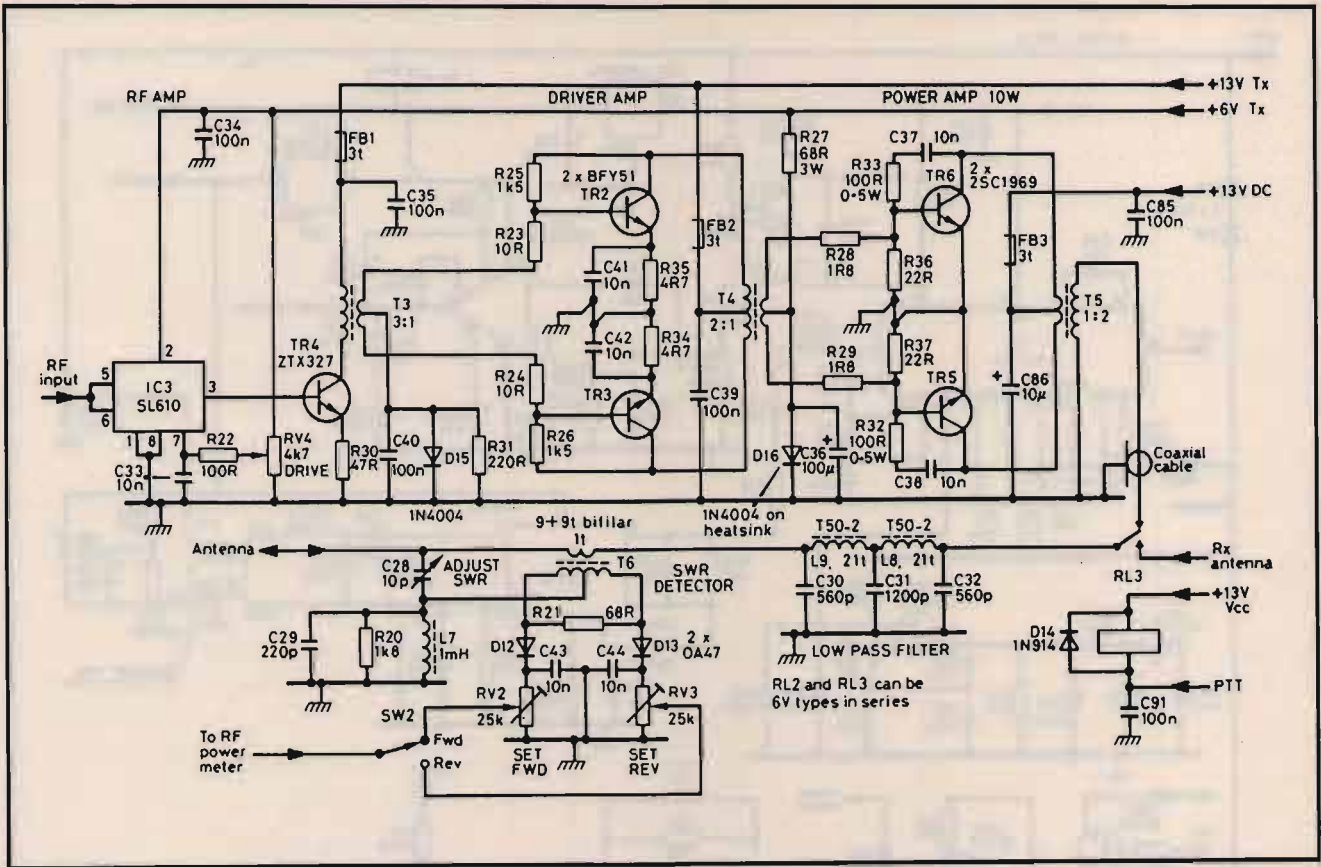 RF AMP
DRIVER AMP
POWER AMP 10W
+13V Tx
+6V Tx
+13V DC
C34
100n
FB1
3t
C35
100n
R25
1k5
2 x BFY51
TR2
R23
10R
C41
10n
R35
4R7
FB2
3t
R27
68R
3W
C37
10n
R33
100R
0·5W
TR6
2 x
2SC1969
C85
100n
FB3
3t
R28
1R8
R36
22R
T3
3:1
T4
2:1
T5
1:2
TR4
ZTX327
C42
10n
R34
4R7
R37
22R
R29
1R8
RF
input
5
6
2
3
IC3
SL610
1
8
7
R24
10R
TR3
TR5
C39
100n
C86
10µ
+
R22
100R
RV4
4k7
DRIVE
R30
47R
C40
100n
D15
R31
220R
R26
1k5
D16
C36
100µ
+
R32
100R
0·5W
C38
10n
C33
10n
Coaxial
cable
1N4004
1N4004 on
heatsink
9+9t bifilar
1t
T6
Antenna
C28
10p
ADJUST
SWR
SWR
DETECTOR
T50-2
T50-2
L9, 21t
L8, 21t
C30
560p
C31
1200p
C32
560p
Rx
antenna
RL3
+13V
Vcc
R21
68R
C29
220p
R20
1k8
L7
1mH
D12
C43
10n
C44
10n
D13
2 x
OA47
LOW PASS FILTER
D14
1N914
RL2 and RL3 can be
6V types in series
PTT
C91
100n
SW2
RV2
25k
RV3
25k
To RF
power
meter
Fwd
Rev
SET
FWD
SET
REV